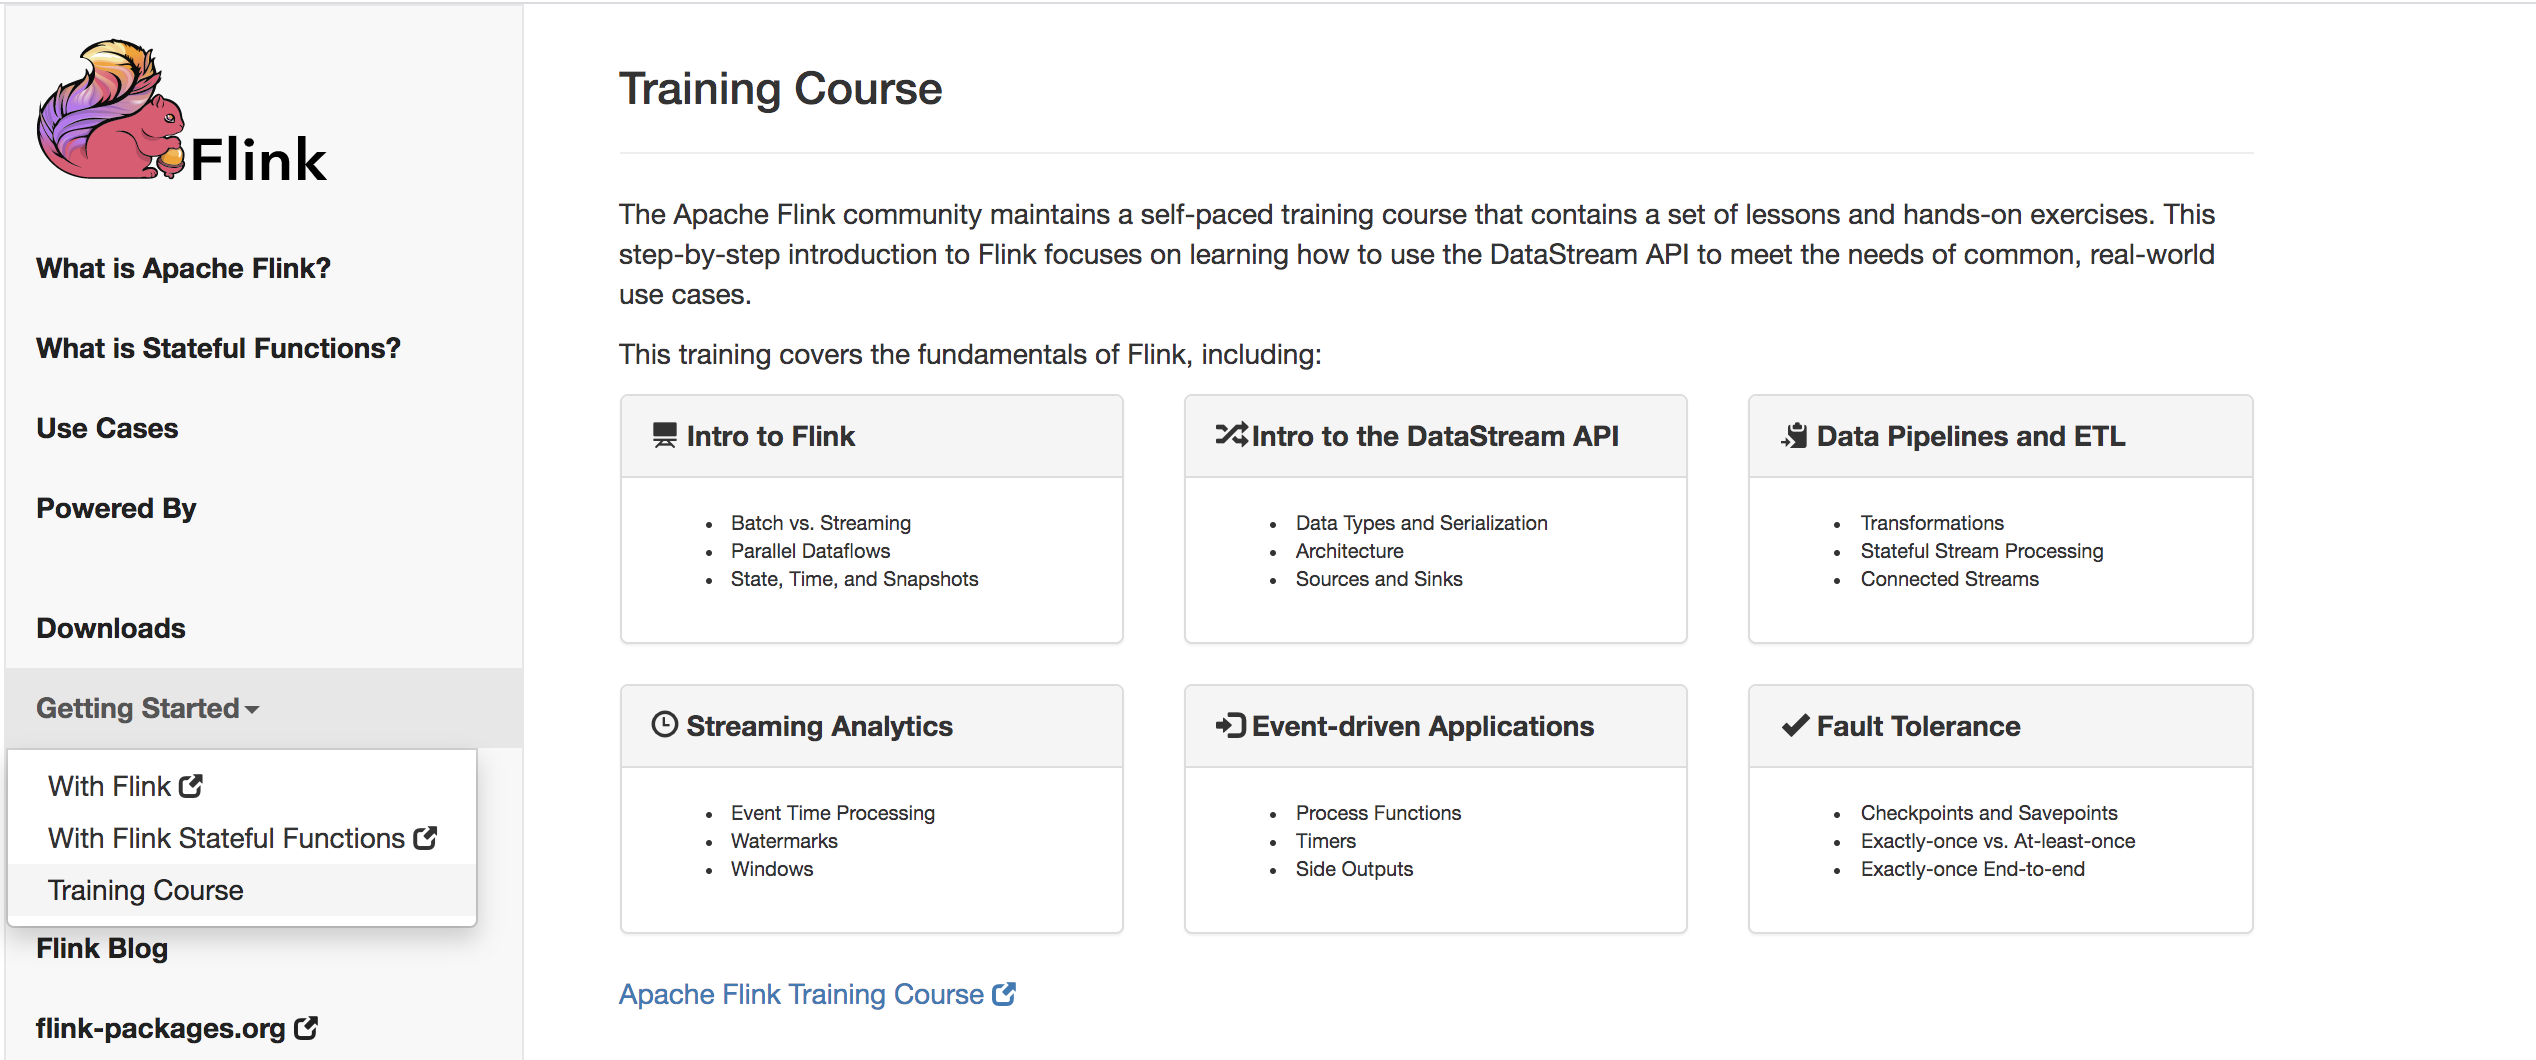 Flink
What is Apache Flink?
What is Stateful Functions?
Use Cases
Powered By
Downloads
Getting Started
With Flink
With Flink Stateful Functions
Training Course
Flink Blog
flink-packages.org
Training Course
The Apache Flink community maintains a self-paced training course that contains a set of lessons and hands-on exercises. This
step-by-step introduction to Flink focuses on learning how to use the DataStream API to meet the needs of common, real-world
use cases.
This training covers the fundamentals of Flink, including:
Intro to Flink
• Batch vs. Streaming
• Parallel Dataflows
• State, Time, and Snapshots
Intro to the DataStream API
• Data Types and Serialization
• Architecture
• Sources and Sinks
Data Pipelines and ETL
• Transformations
• Stateful Stream Processing
• Connected Streams
Streaming Analytics
• Event Time Processing
• Watermarks
• Windows
Event-driven Applications
• Process Functions
• Timers
• Side Outputs
Fault Tolerance
• Checkpoints and Savepoints
• Exactly-once vs. At-least-once
• Exactly-once End-to-end
Apache Flink Training Course